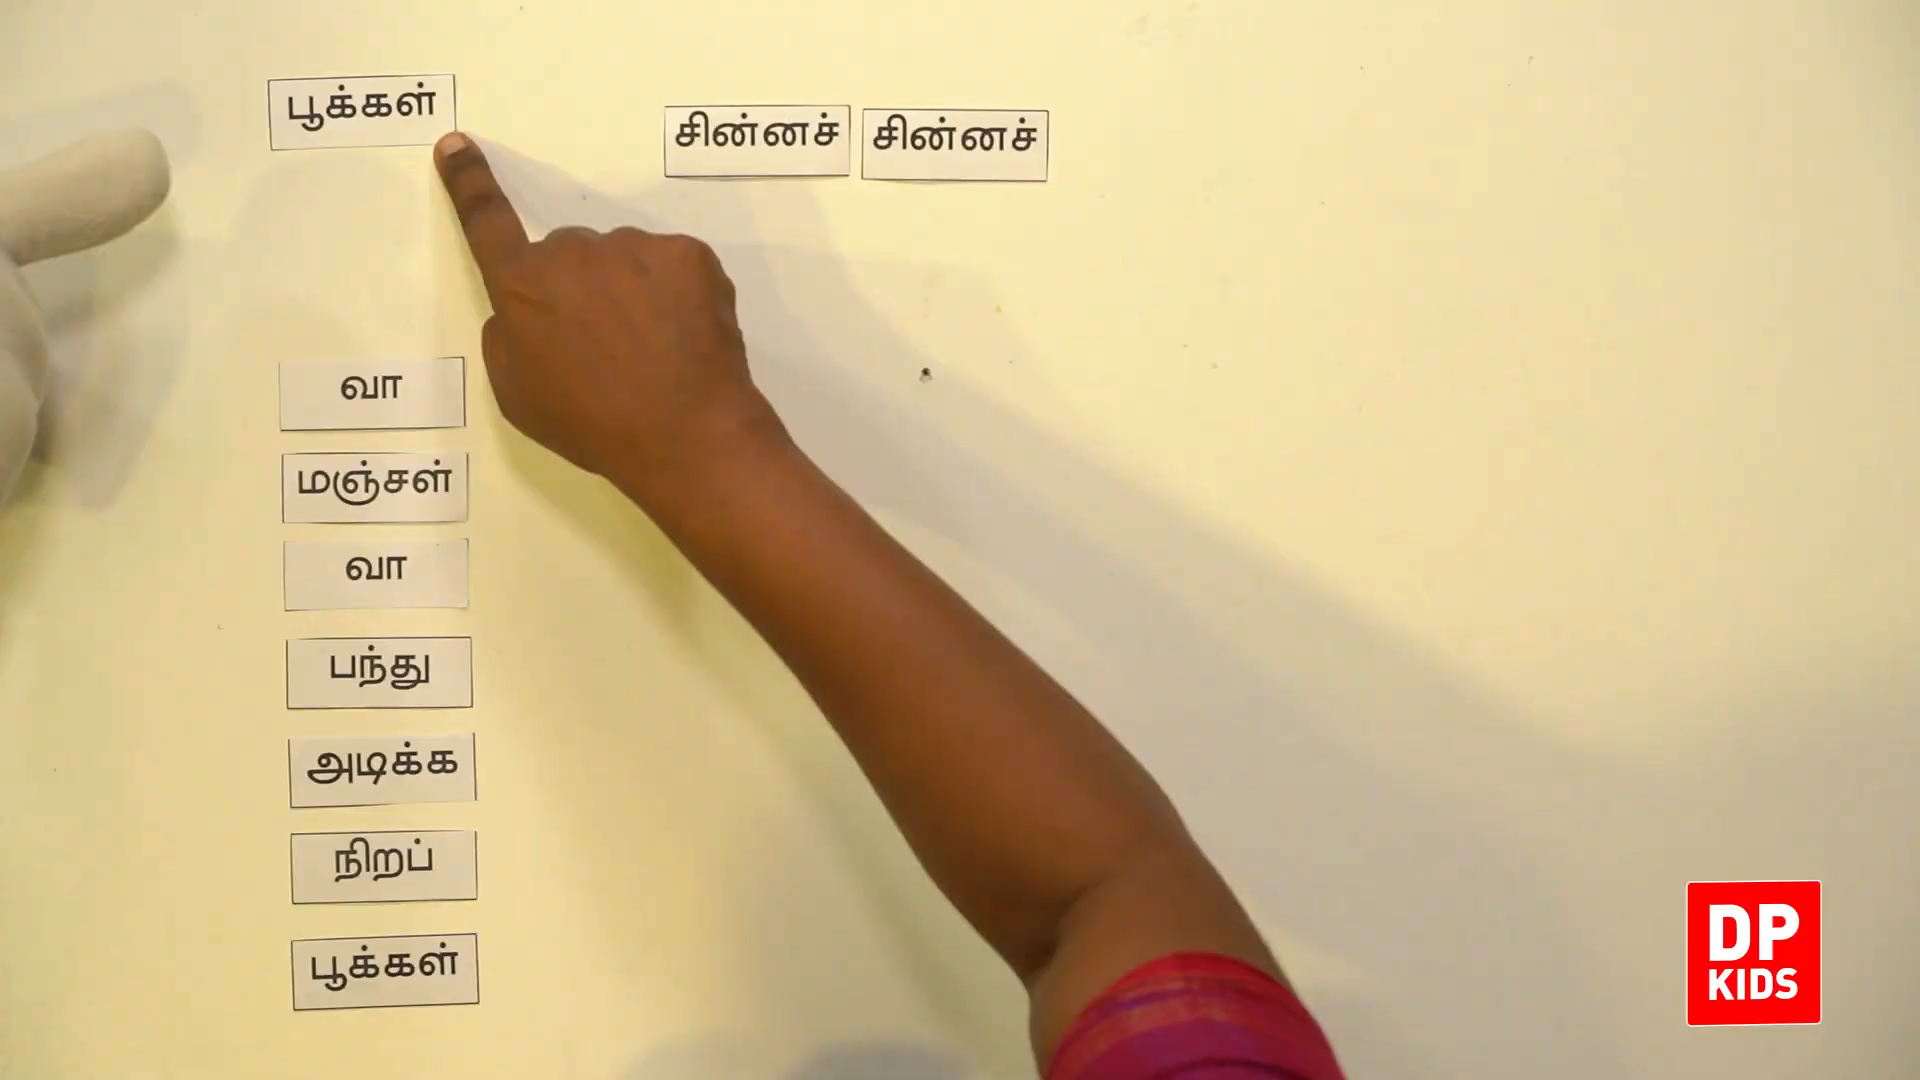 பூக்கள்
சின்னச் சின்னச்
வா
மஞ்சள்
வா
பந்து
அடிக்க
நிறப்
பூக்கள்
DP
KIDS